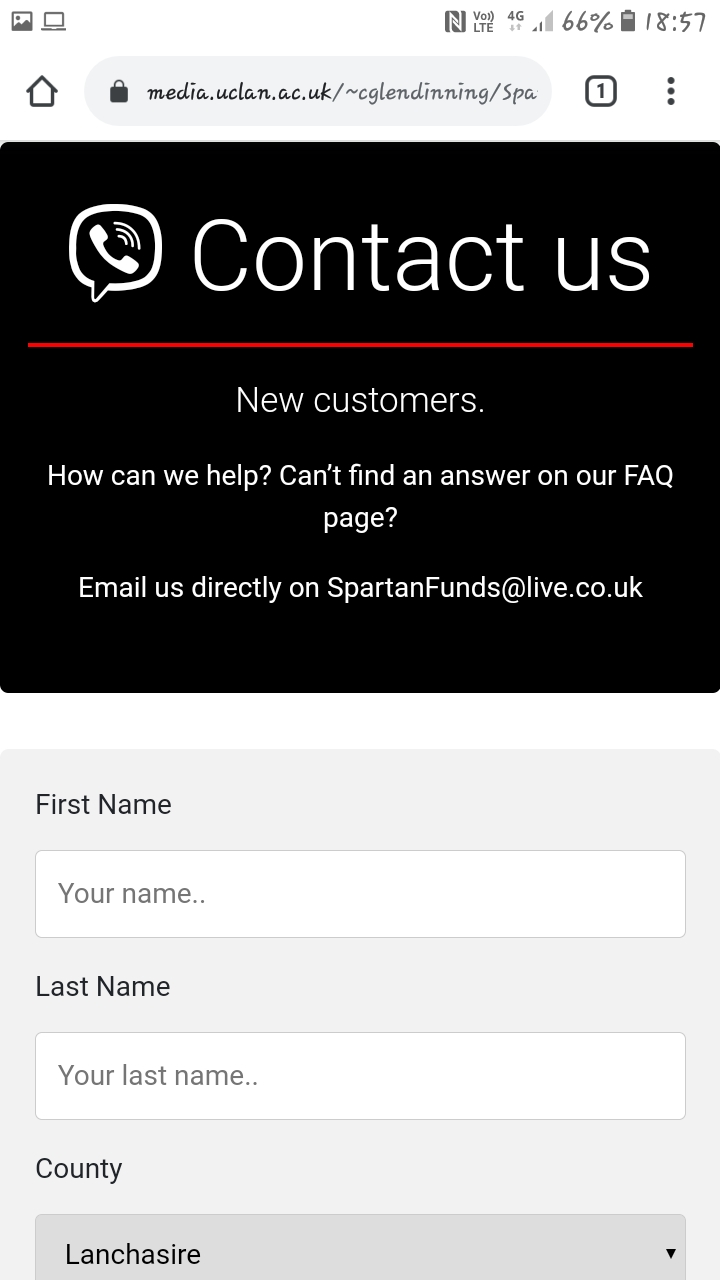 Vo)) LTE 4G 66% 18:57
media.uclan.ac.uk/~cglendinning/Spa
1
Contact us
New customers.
How can we help? Can’t find an answer on our FAQ
page?
Email us directly on SpartanFunds@live.co.uk
First Name
Your name..
Last Name
Your last name..
County
Lanchasire